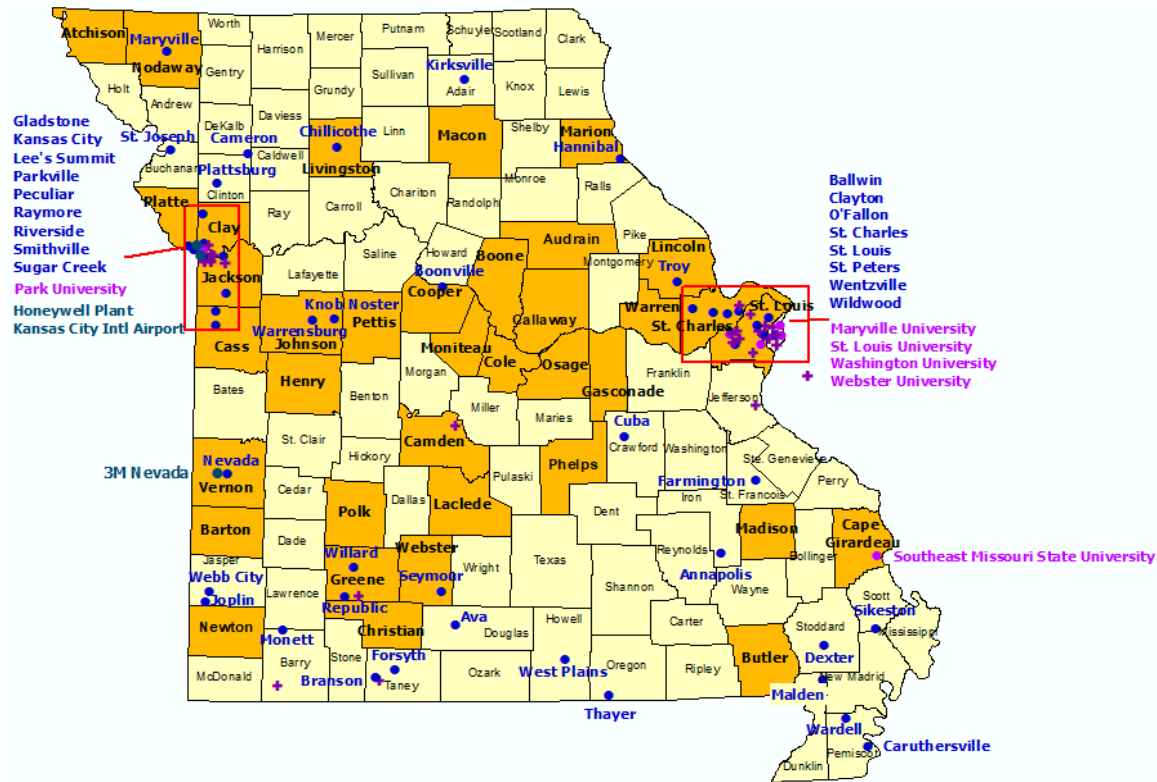 Worth
Putnam
Schuyler
Scotland
Atchison
Maryville
Nodaway
Harrison
Mercer
Clark
Gentry
Sullivan
Kirksville
Adair
Knox
Lewis
Holt
Andrew
Grundy
DeKalb
Daviess
Linn
Macon
Shelby
Marion
Hannibal
Gladstone
Kansas City
Lee's Summit
Parkville
Peculiar
Raymore
Riverside
Smithville
Sugar Creek
Park University
Honeywell Plant
Kansas City Intl Airport
St. Joseph
Cameron
Chillicothe
Livingston
Buchanan
Plattsburg
Clinton
Caldwell
Chariton
Randolph
Monroe
Ralls
Platte
Clay
Ray
Carroll
Pike
Ballwin
Clayton
O'Fallon
St. Charles
St. Louis
St. Peters
Wentzville
Wildwood
Maryville University
St. Louis University
Washington University
Webster University
Jackson
Lafayette
Saline
Howard
Boonville
Boone
Audrain
Montgomery
Lincoln
Troy
Cooper
Callaway
Warren
St. Charles
St. Louis
Knob Noster
Warrensburg
Johnson
Pettis
Cass
Moniteau
Cole
Osage
Gasconade
Franklin
Jefferson
Bates
Henry
Benton
Morgan
Miller
Maries
Cuba
Crawford
Washington
Ste. Genevieve
St. Clair
Hickory
Camden
Pulaski
Phelps
Farmington
St. Francois
Perry
3M Nevada
Nevada
Vernon
Cedar
Polk
Dallas
Laclede
Dent
Iron
Madison
Cape
Girardeau
Barton
Dade
Webster
Texas
Reynolds
Bollinger
Southeast Missouri State University
Jasper
Webb City
Joplin
Lawrence
Willard
Greene
Republic
Seymour
Wright
Shannon
Annapolis
Wayne
Scott
Sikeston
Mississippi
Newton
Monett
Christian
Ava
Douglas
Howell
Carter
Stoddard
Dexter
McDonald
Barry
Stone
Forsyth
Branson
Taney
Ozark
West Plains
Oregon
Ripley
Butler
New Madrid
Malden
Thayer
Wardell
Pemiscot
Caruthersville
Dunklin